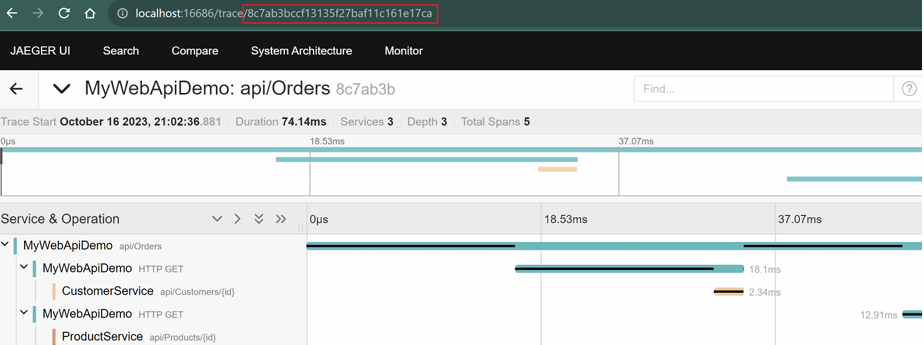 localhost:16686/trace/8c7ab3bccf13135f27baf11c161e17ca
JAEGER UI Search Compare System Architecture Monitor
MyWebApiDemo: api/Orders 8c7ab3b Find...
Trace Start October 16 2023, 21:02:36.881 Duration 74.14ms Services 3 Depth 3 Total Spans 5
0μs 18.53ms 37.07ms
Service & Operation 0μs 18.53ms 37.07ms
MyWebApiDemo api/Orders
MyWebApiDemo HTTP GET 18.1ms
CustomerService api/Customers/{id} 2.34ms
MyWebApiDemo HTTP GET 12.91ms
ProductService api/Products/{id}